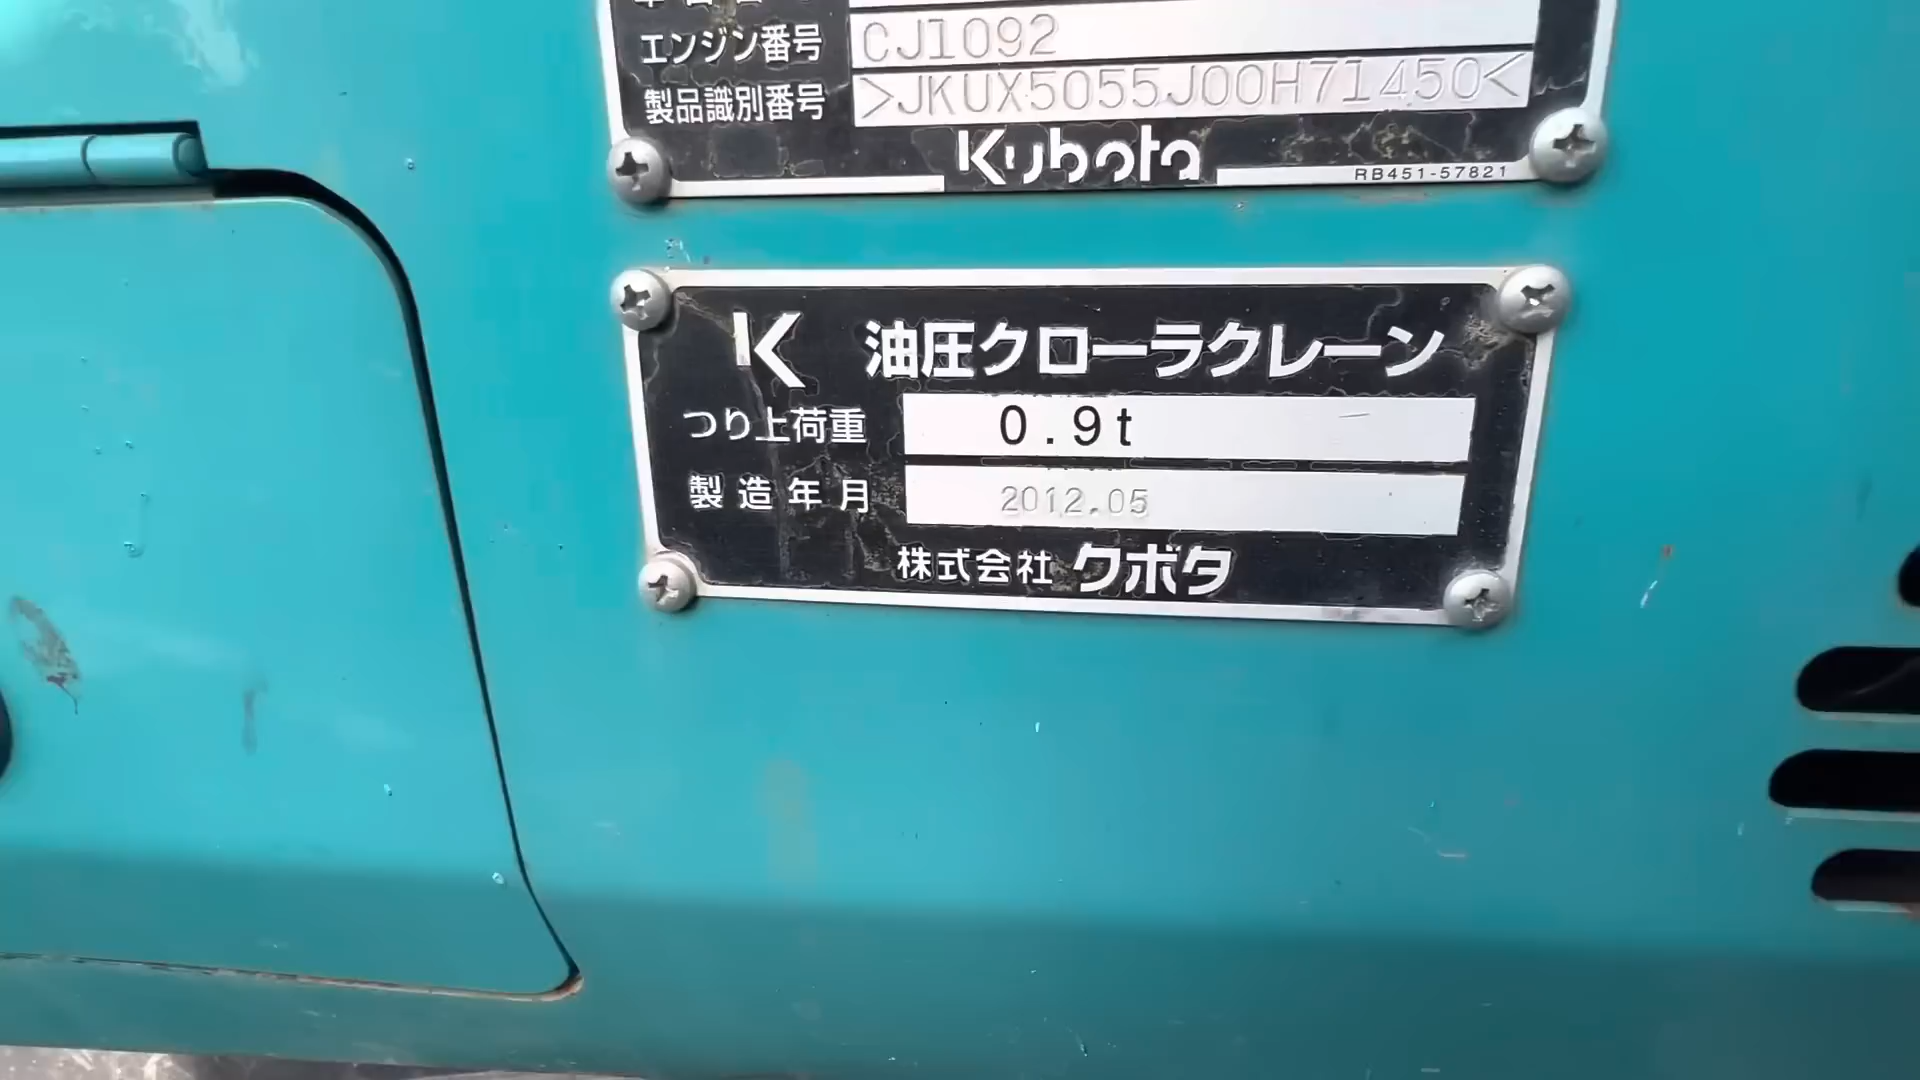 エンジン番号 CJ1092
製品識別番号 >JKUX5055J00H71450<
Kubota
RB451-57821
K 油圧クローラクレーン
つり上荷重 0.9t
製造年月 2012.05
株式会社 クボタ